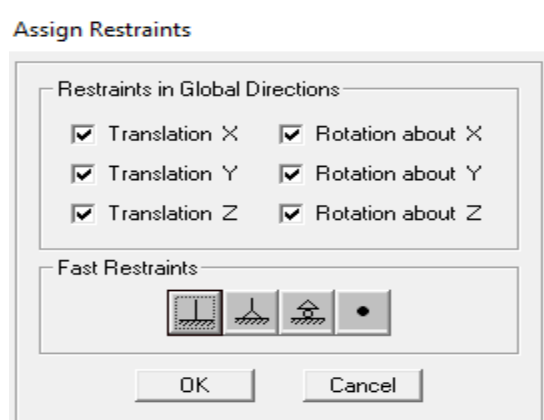 Assign Restraints
Restraints in Global Directions
Translation X Rotation about X
Translation Y Rotation about Y
Translation Z Rotation about Z
Fast Restraints
OK Cancel